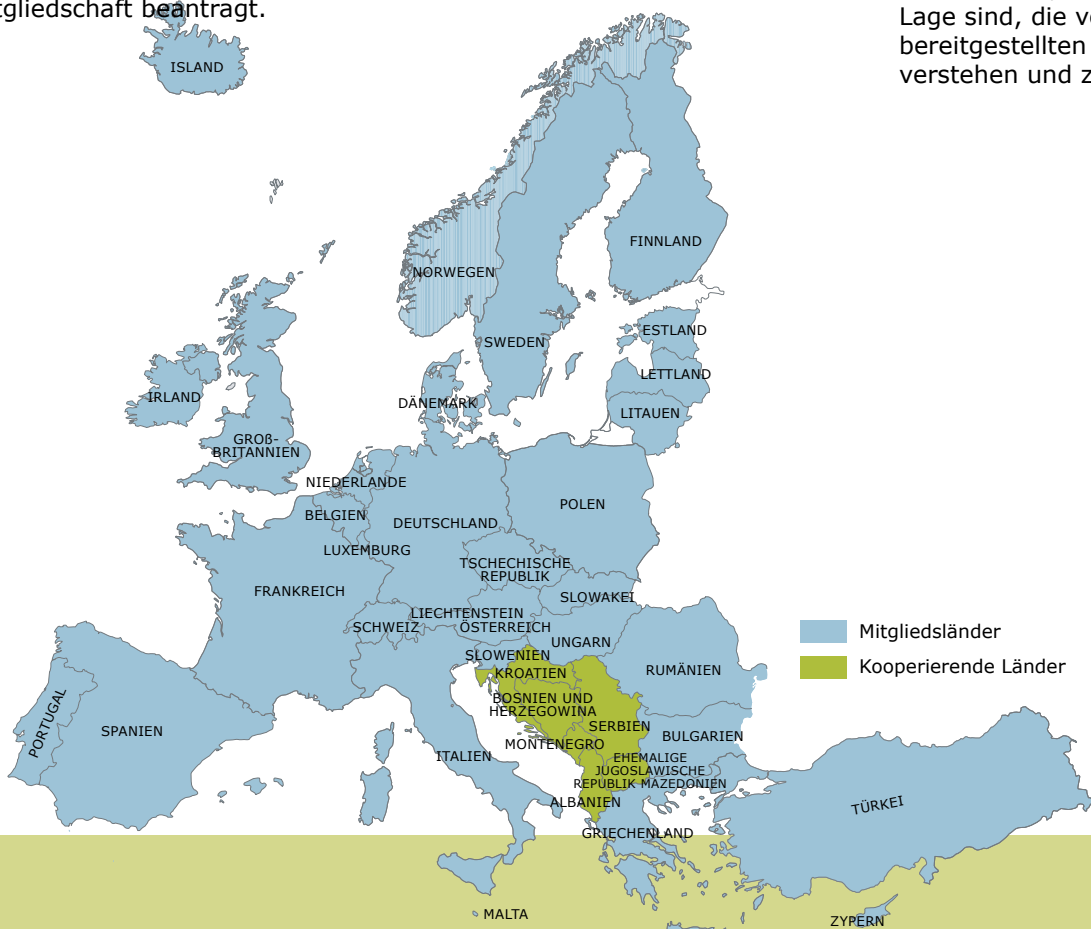 tgliedschaft beantragt.
Lage sind, die v
bereitgestellten
verstehen und z
ISLAND
FINNLAND
NORWEGEN
ESTLAND
SWEDEN
LETTLAND
IRLAND
DÄNEMARK
LITAUEN
GROß-
BRITANNIEN
NIEDERLANDE
POLEN
BELGIEN
DEUTSCHLAND
LUXEMBURG
TSCHECHISCHE
REPUBLIK
FRANKREICH
SLOWAKEI
LIECHTENSTEIN
SCHWEIZ
ÖSTERREICH
UNGARN
Mitgliedsländer
SLOWENIEN
Kooperierende Länder
KROATIEN
RUMÄNIEN
BOSNIEN UND
HERZEGOWINA
PORTUGAL
SPANIEN
SERBIEN
BULGARIEN
MONTENEGRO
ITALIEN
EHEMALIGE
JUGOSLAWISCHE
REPUBLIK MAZEDONIEN
ALBANIEN
TÜRKEI
GRIECHENLAND
MALTA
ZYPERN